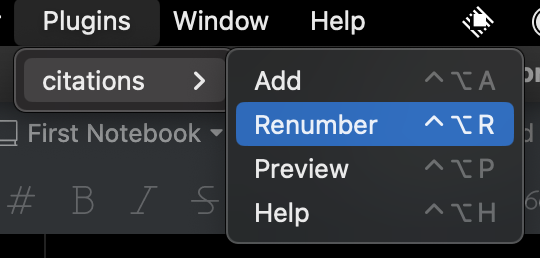 Plugins Window Help
citations > Add ⌃⌥A
First Notebook Renumber ⌃⌥R
Preview ⌃⌥P
# B I S Help ⌃⌥H